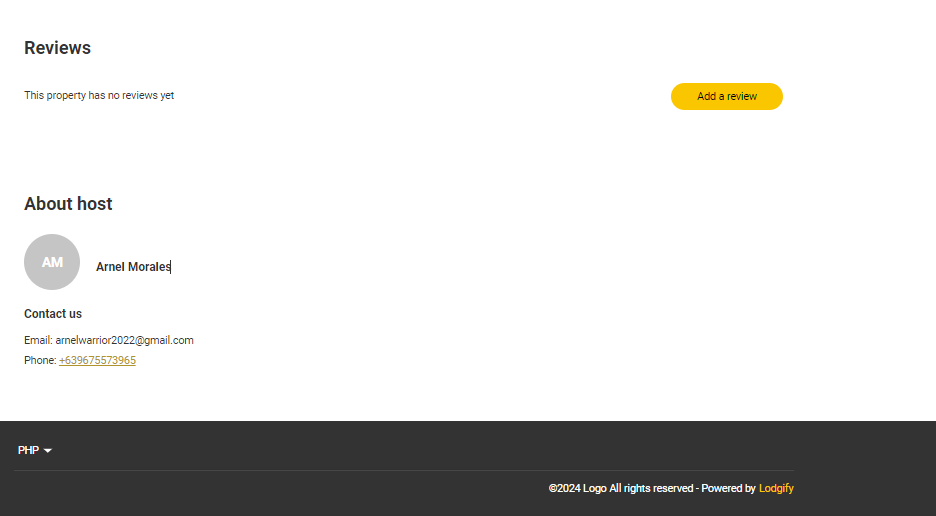 Reviews
This property has no reviews yet
Add a review
About host
AM
Arnel Morales
Contact us
Email: arnelwarrior2022@gmail.com
Phone: +639675573965
PHP
©2024 Logo All rights reserved - Powered by Lodgify